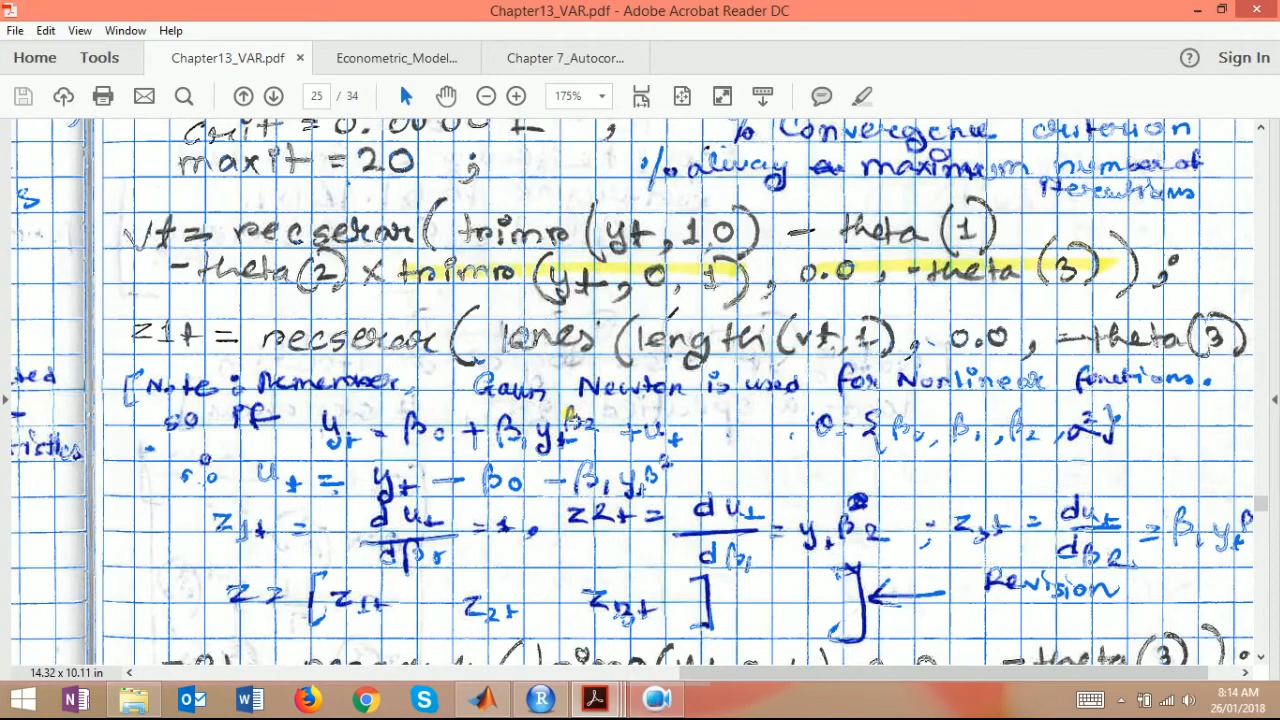 Chapter13_VAR.pdf - Adobe Acrobat Reader DC
File Edit View Window Help
Home Tools Chapter13_VAR.pdf × Econometric_Model... Chapter 7_Autocor... Sign In
25 / 34 175%
crit = 0.00001 ; % Convergence criterion
maxit = 20 ; % maximum number of
iterations
vt = recserar ( trimr (yt, 1,0) - theta (1)
- theta(2) × trimr (yt, 0, 1), 0.0, -theta (3) ) ;
z1t = recserar ( (length (vt, 1), 0.0, -theta(3)
[Note : Remember, Gauss Newton is used for Nonlinear functions.
so if yt = β0 + β1 yt^β2 + ut θ = {β0, β1, β2, σ²}
ut = yt - β0 - β1 yt^β2
z1t = dut/dβ0 = 1, z2t = dut/dβ1 = yt^β2 ; z3t = dut/dβ2 = β1 yt^β
z = [ z1t z2t z3t ] ] ← Revision
14.32 x 10.11 in
8:14 AM
26/01/2018